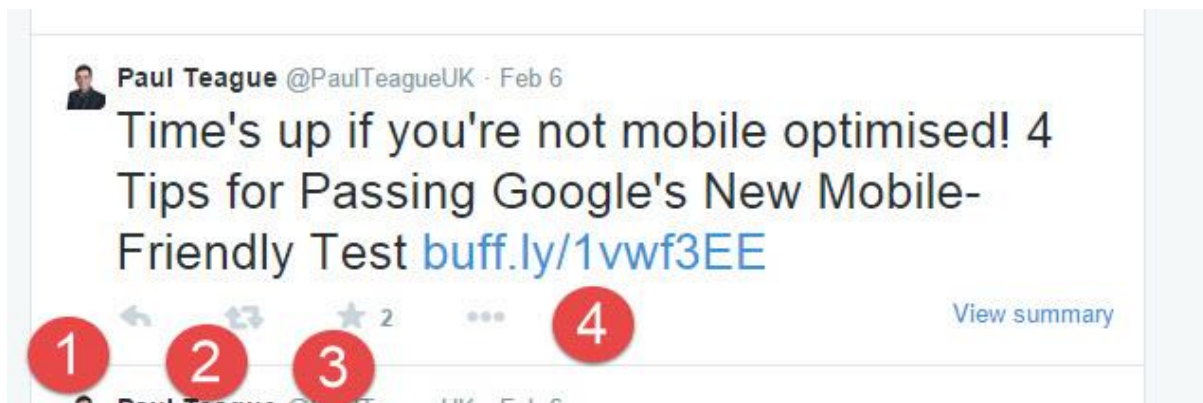 Paul Teague @PaulTeagueUK · Feb 6
Time's up if you're not mobile optimised! 4
Tips for Passing Google's New Mobile-
Friendly Test buff.ly/1vwf3EE
2 ••• 4 View summary
1 2 3